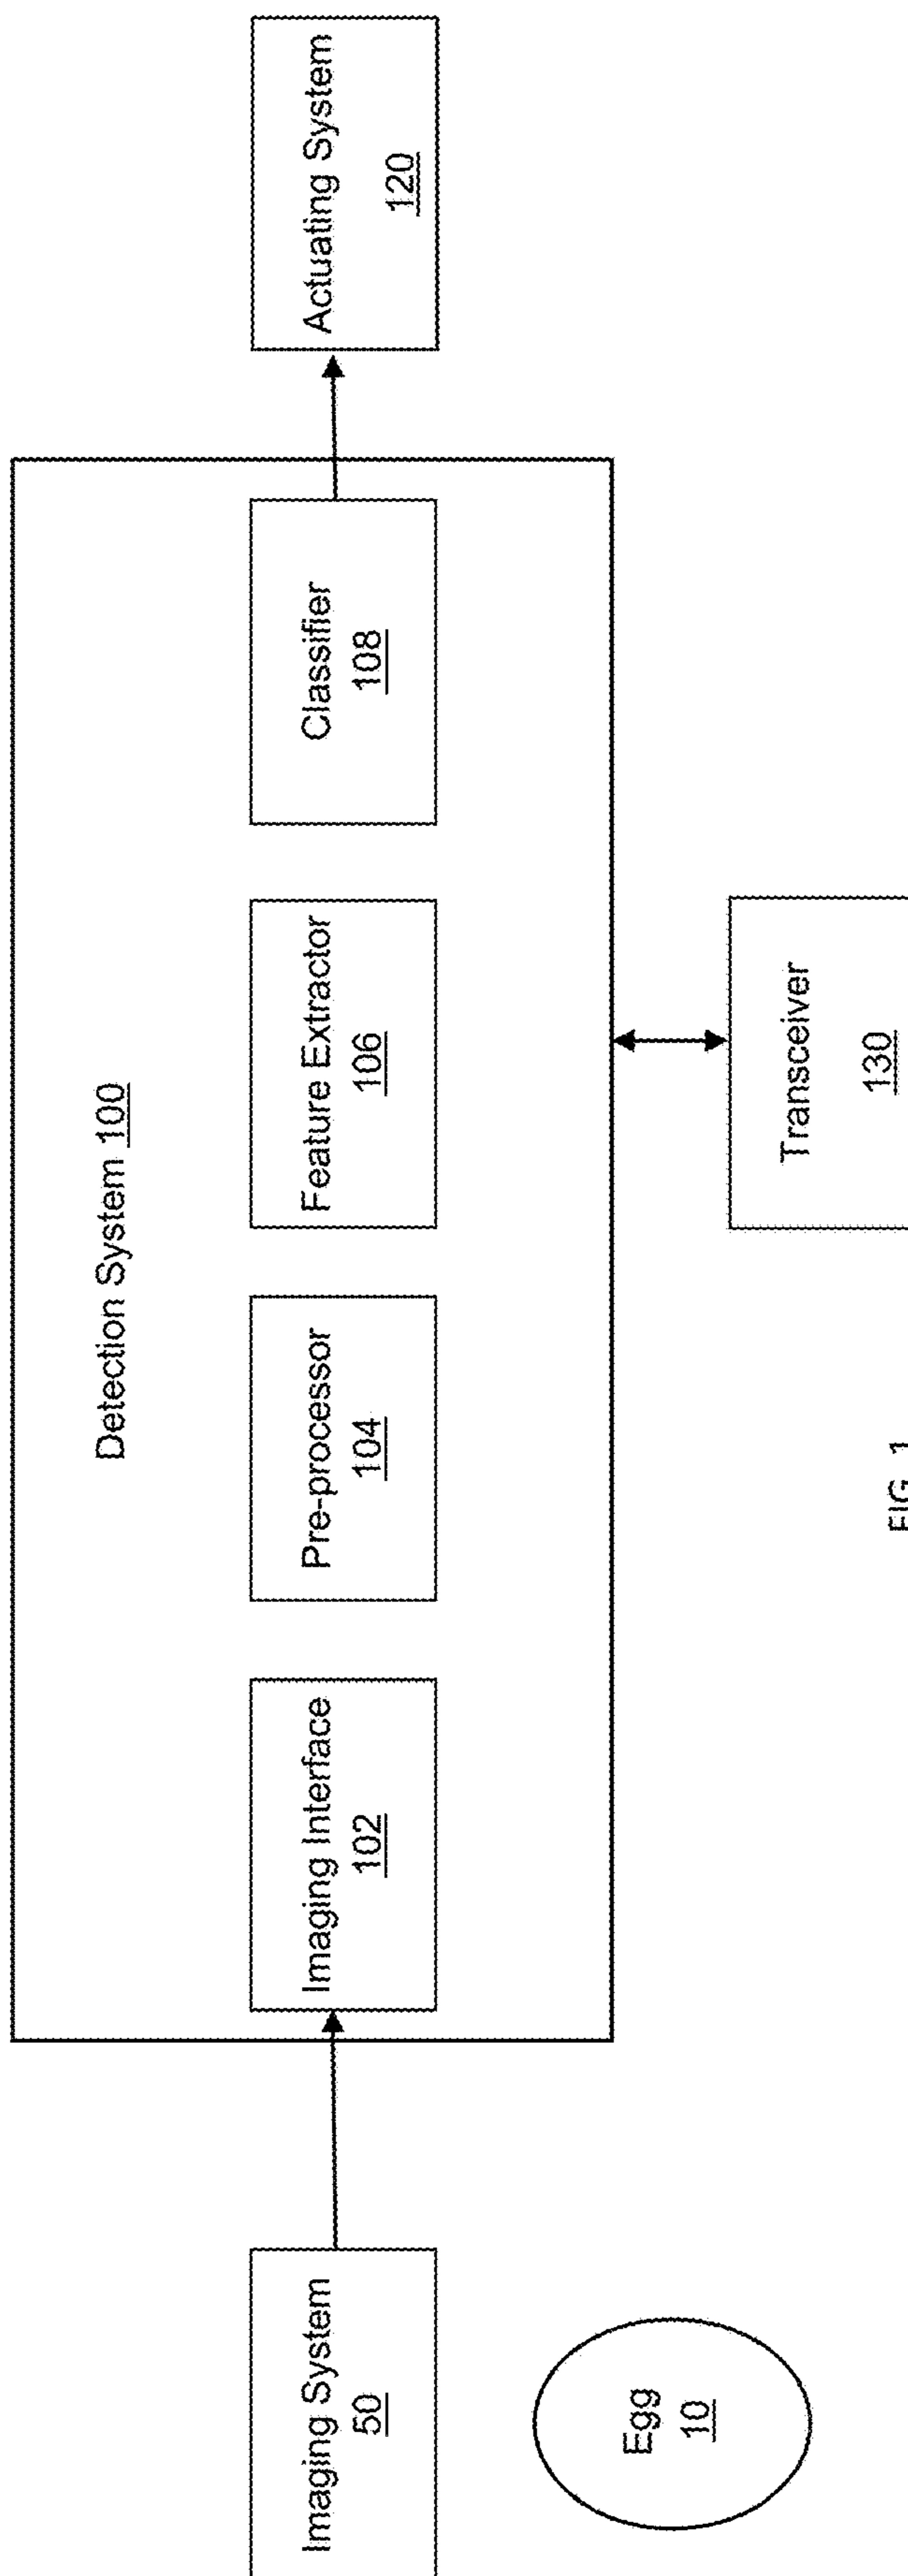 Detection System 100
Imaging System
50
Imaging Interface
102
Pre-processor
104
Feature Extractor
106
Classifier
108
Actuating System
120
Egg
10
Transceiver
130
FIG. 1